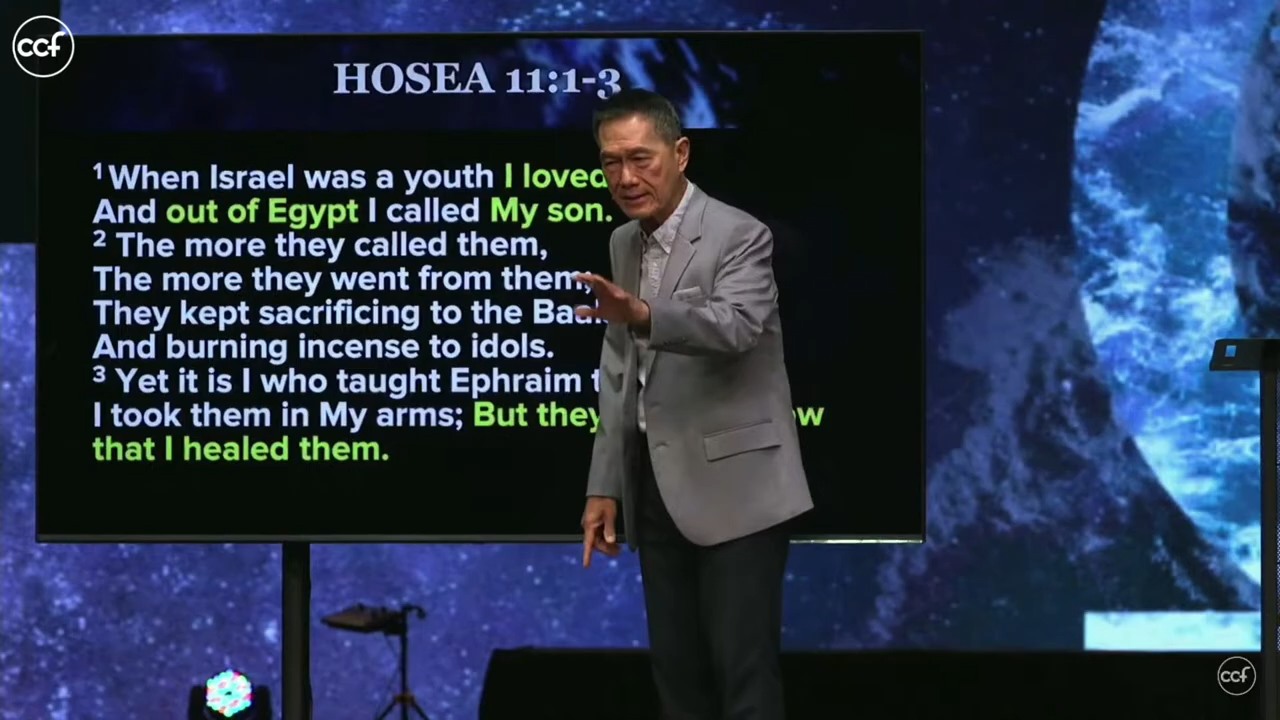 ccf
HOSEA 11:1-3
1 When Israel was a youth I loved
And out of Egypt I called My son.
2 The more they called them,
The more they went from them,
They kept sacrificing to the
And burning incense to idols.
3 Yet it is I who taught Ephraim
I took them in My arms; But they
that I healed them.
ccf